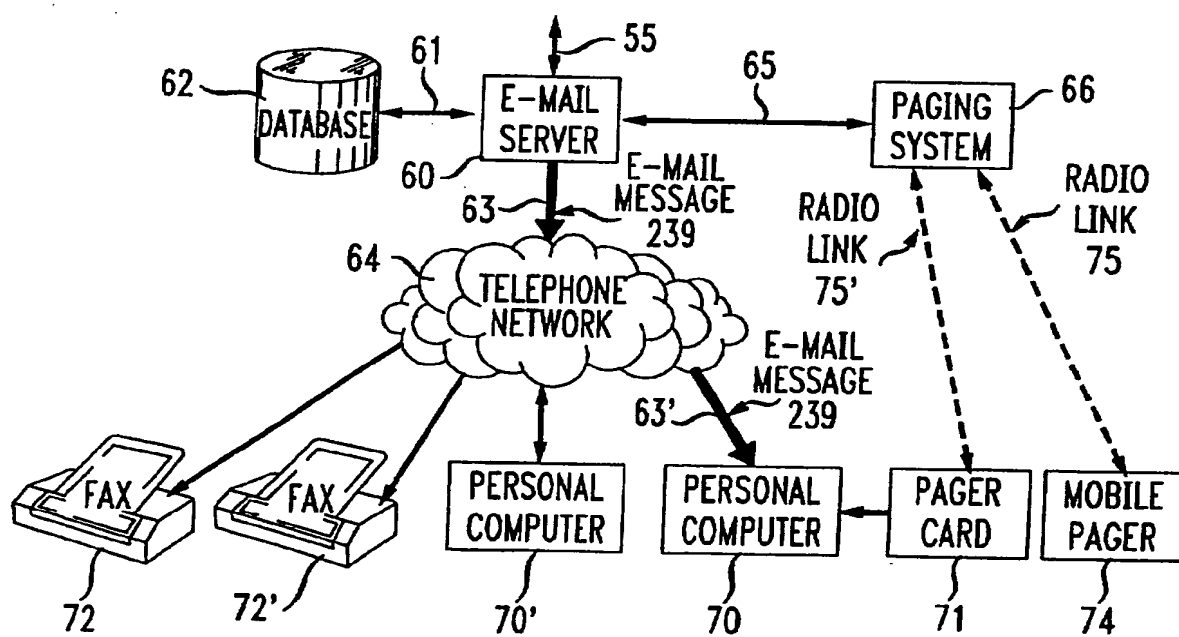 55
61
62
DATABASE
E-MAIL
SERVER
60
65
PAGING
SYSTEM
66
63
E-MAIL
MESSAGE
239
RADIO
LINK
75'
RADIO
LINK
75
64
TELEPHONE
NETWORK
E-MAIL
MESSAGE
239
63'
FAX
FAX
PERSONAL
COMPUTER
PERSONAL
COMPUTER
PAGER
CARD
MOBILE
PAGER
72
72'
70'
70
71
74